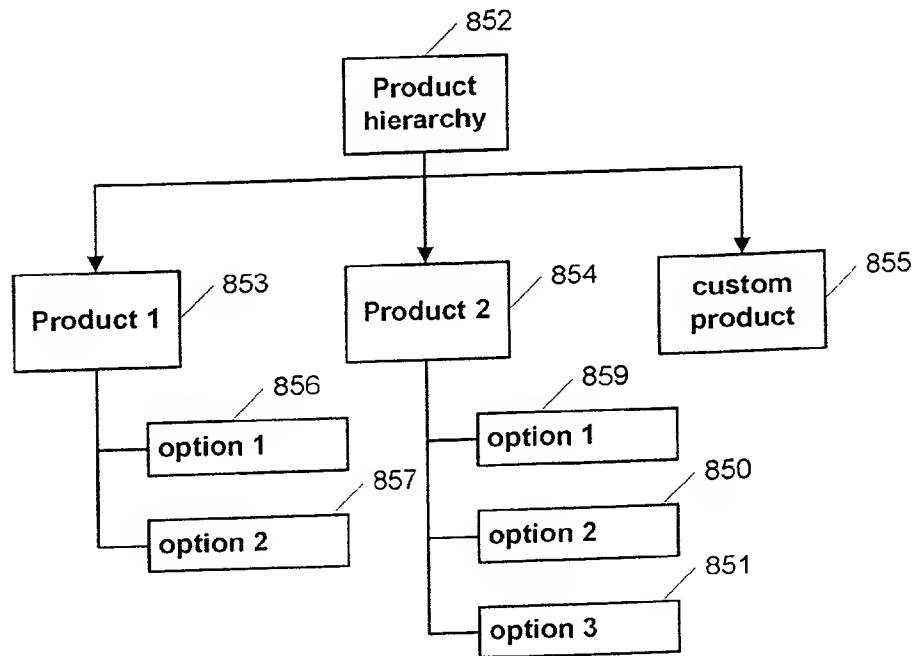 852
Product
hierarchy
Product 1
853
Product 2
854
custom
product
855
856
option 1
857
option 2
859
option 1
850
option 2
851
option 3